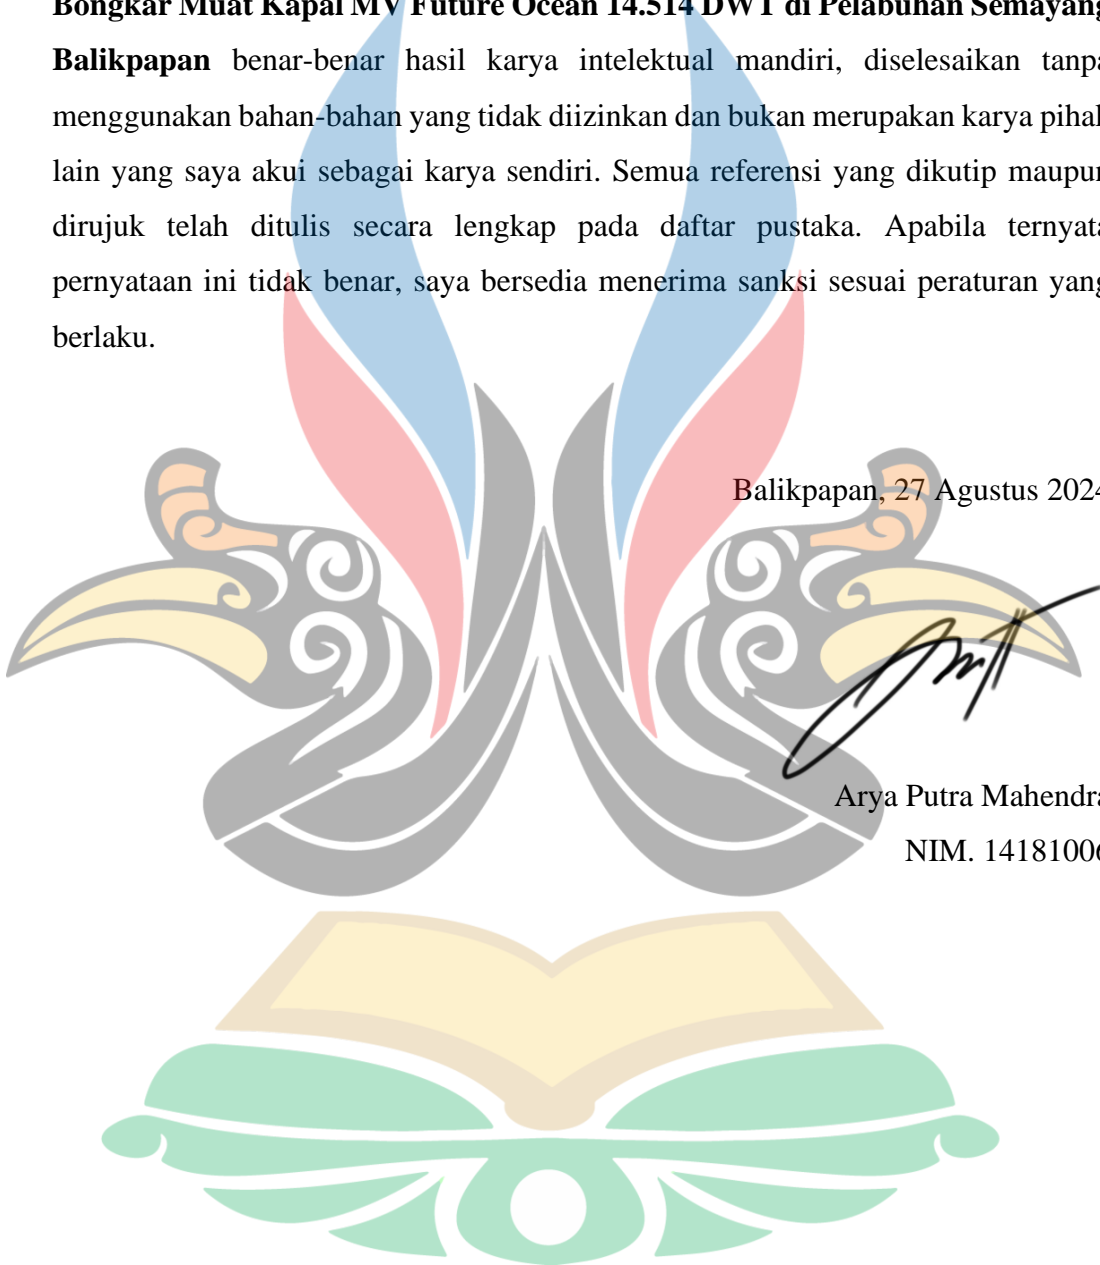 Bongkar Muat Kapal MV Future Ocean 14.514 DWT di Pelabuhan Semayang
Balikpapan benar-benar hasil karya intelektual mandiri, diselesaikan tanpa
menggunakan bahan-bahan yang tidak diizinkan dan bukan merupakan karya pihak
lain yang saya akui sebagai karya sendiri. Semua referensi yang dikutip maupun
dirujuk telah ditulis secara lengkap pada daftar pustaka. Apabila ternyata
pernyataan ini tidak benar, saya bersedia menerima sanksi sesuai peraturan yang
berlaku.
Balikpapan, 27 Agustus 2024
Arya Putra Mahendra
NIM. 14181006